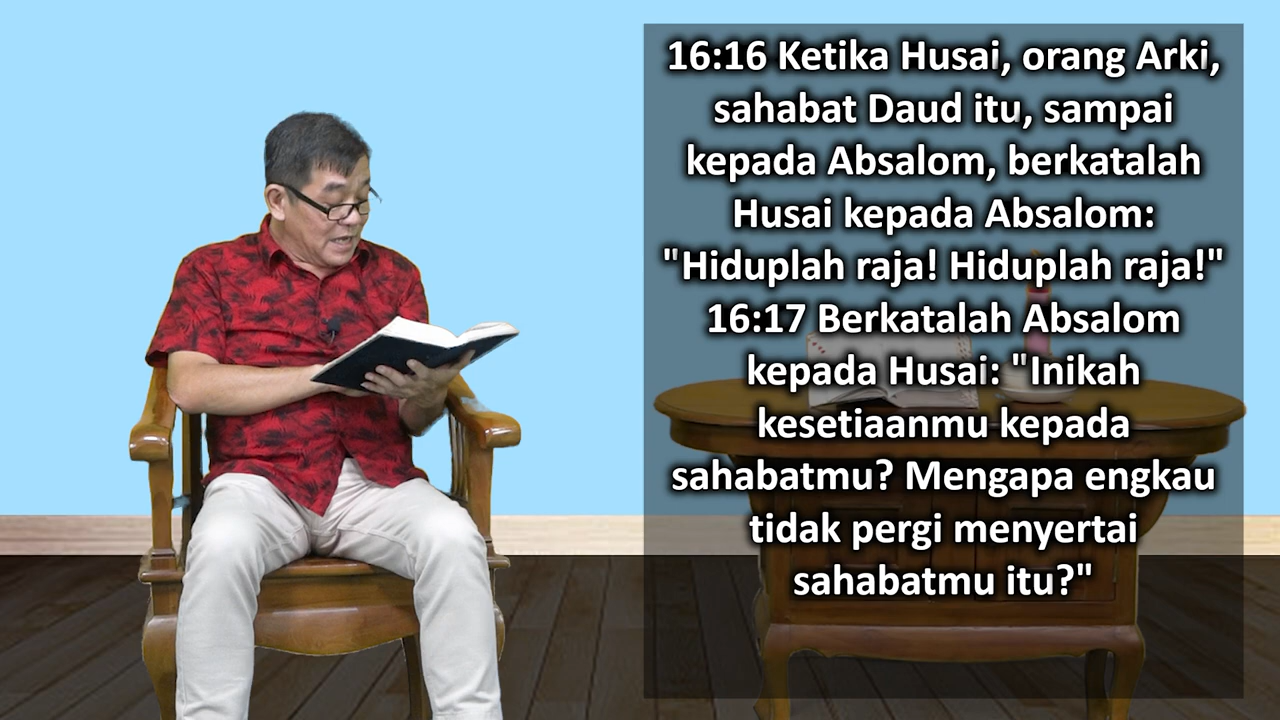 16:16 Ketika Husai, orang Arki,
sahabat Daud itu, sampai
kepada Absalom, berkatalah
Husai kepada Absalom:
"Hiduplah raja! Hiduplah raja!"
16:17 Berkatalah Absalom
kepada Husai: "Inikah
kesetiaanmu kepada
sahabatmu? Mengapa engkau
tidak pergi menyertai
sahabatmu itu?"